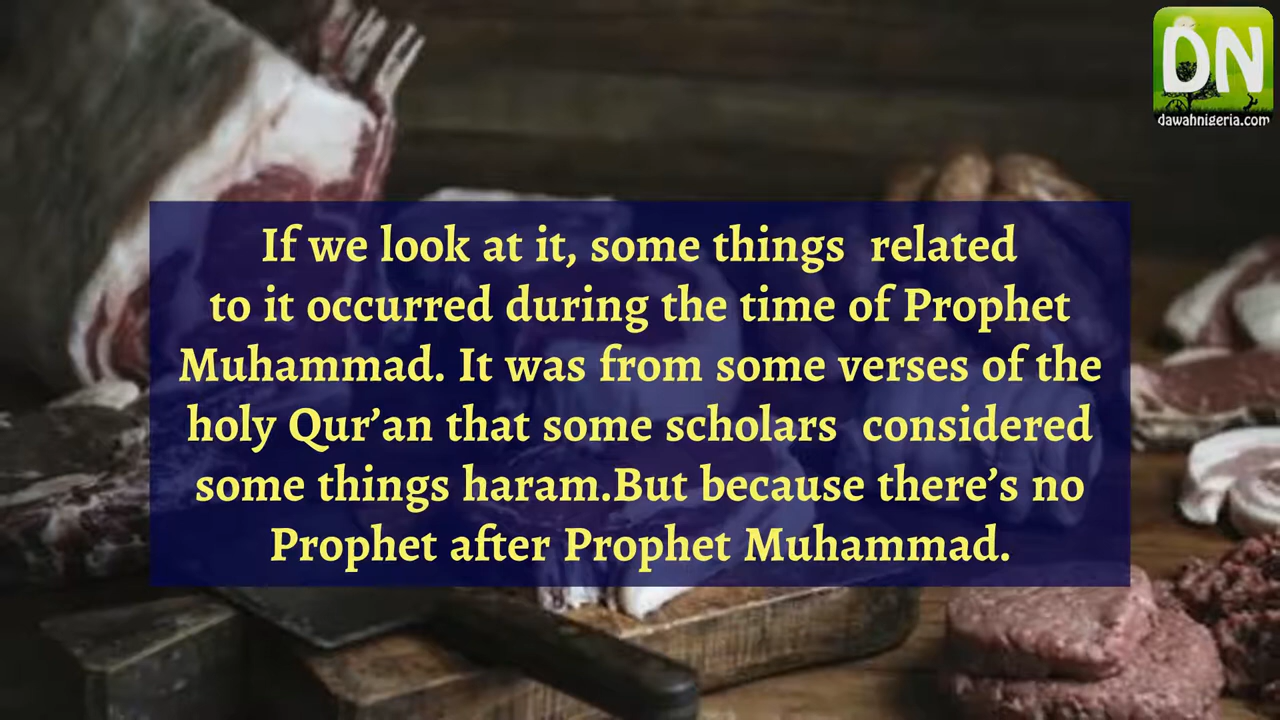 DN
dawahnigeria.com
If we look at it, some things  related
to it occurred during the time of Prophet
Muhammad. It was from some verses of the
holy Qur’an that some scholars  considered
some things haram.But because there’s no
Prophet after Prophet Muhammad.